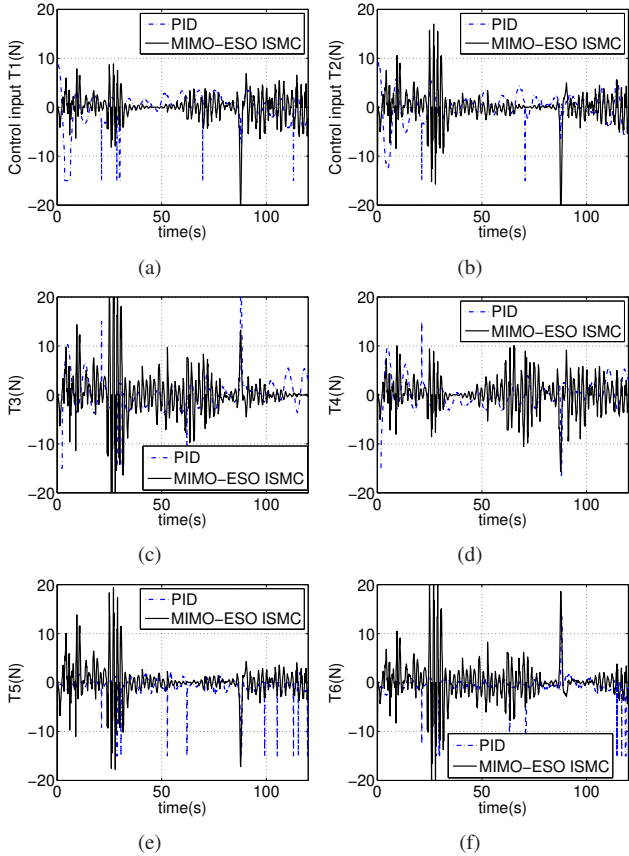 20
10
0
−10
−20
0
50
100
time(s)
Control input T1(N)
PID
MIMO−ESO ISMC
(a)
20
10
0
−10
−20
0
50
100
time(s)
Control input T2(N)
PID
MIMO−ESO ISMC
(b)
20
10
0
−10
20
0
50
100
time(s)
T3(N)
PID
MIMO−ESO ISMC
(c)
20
10
0
−10
20
0
50
100
time(s)
T4(N)
PID
MIMO−ESO ISMC
(d)
20
10
0
−10
20
0
50
100
time(s)
T5(N)
PID
MIMO−ESO ISMC
(e)
20
10
0
−10
20
0
50
100
time(s)
T6(N)
PID
MIMO−ESO ISMC
(f)